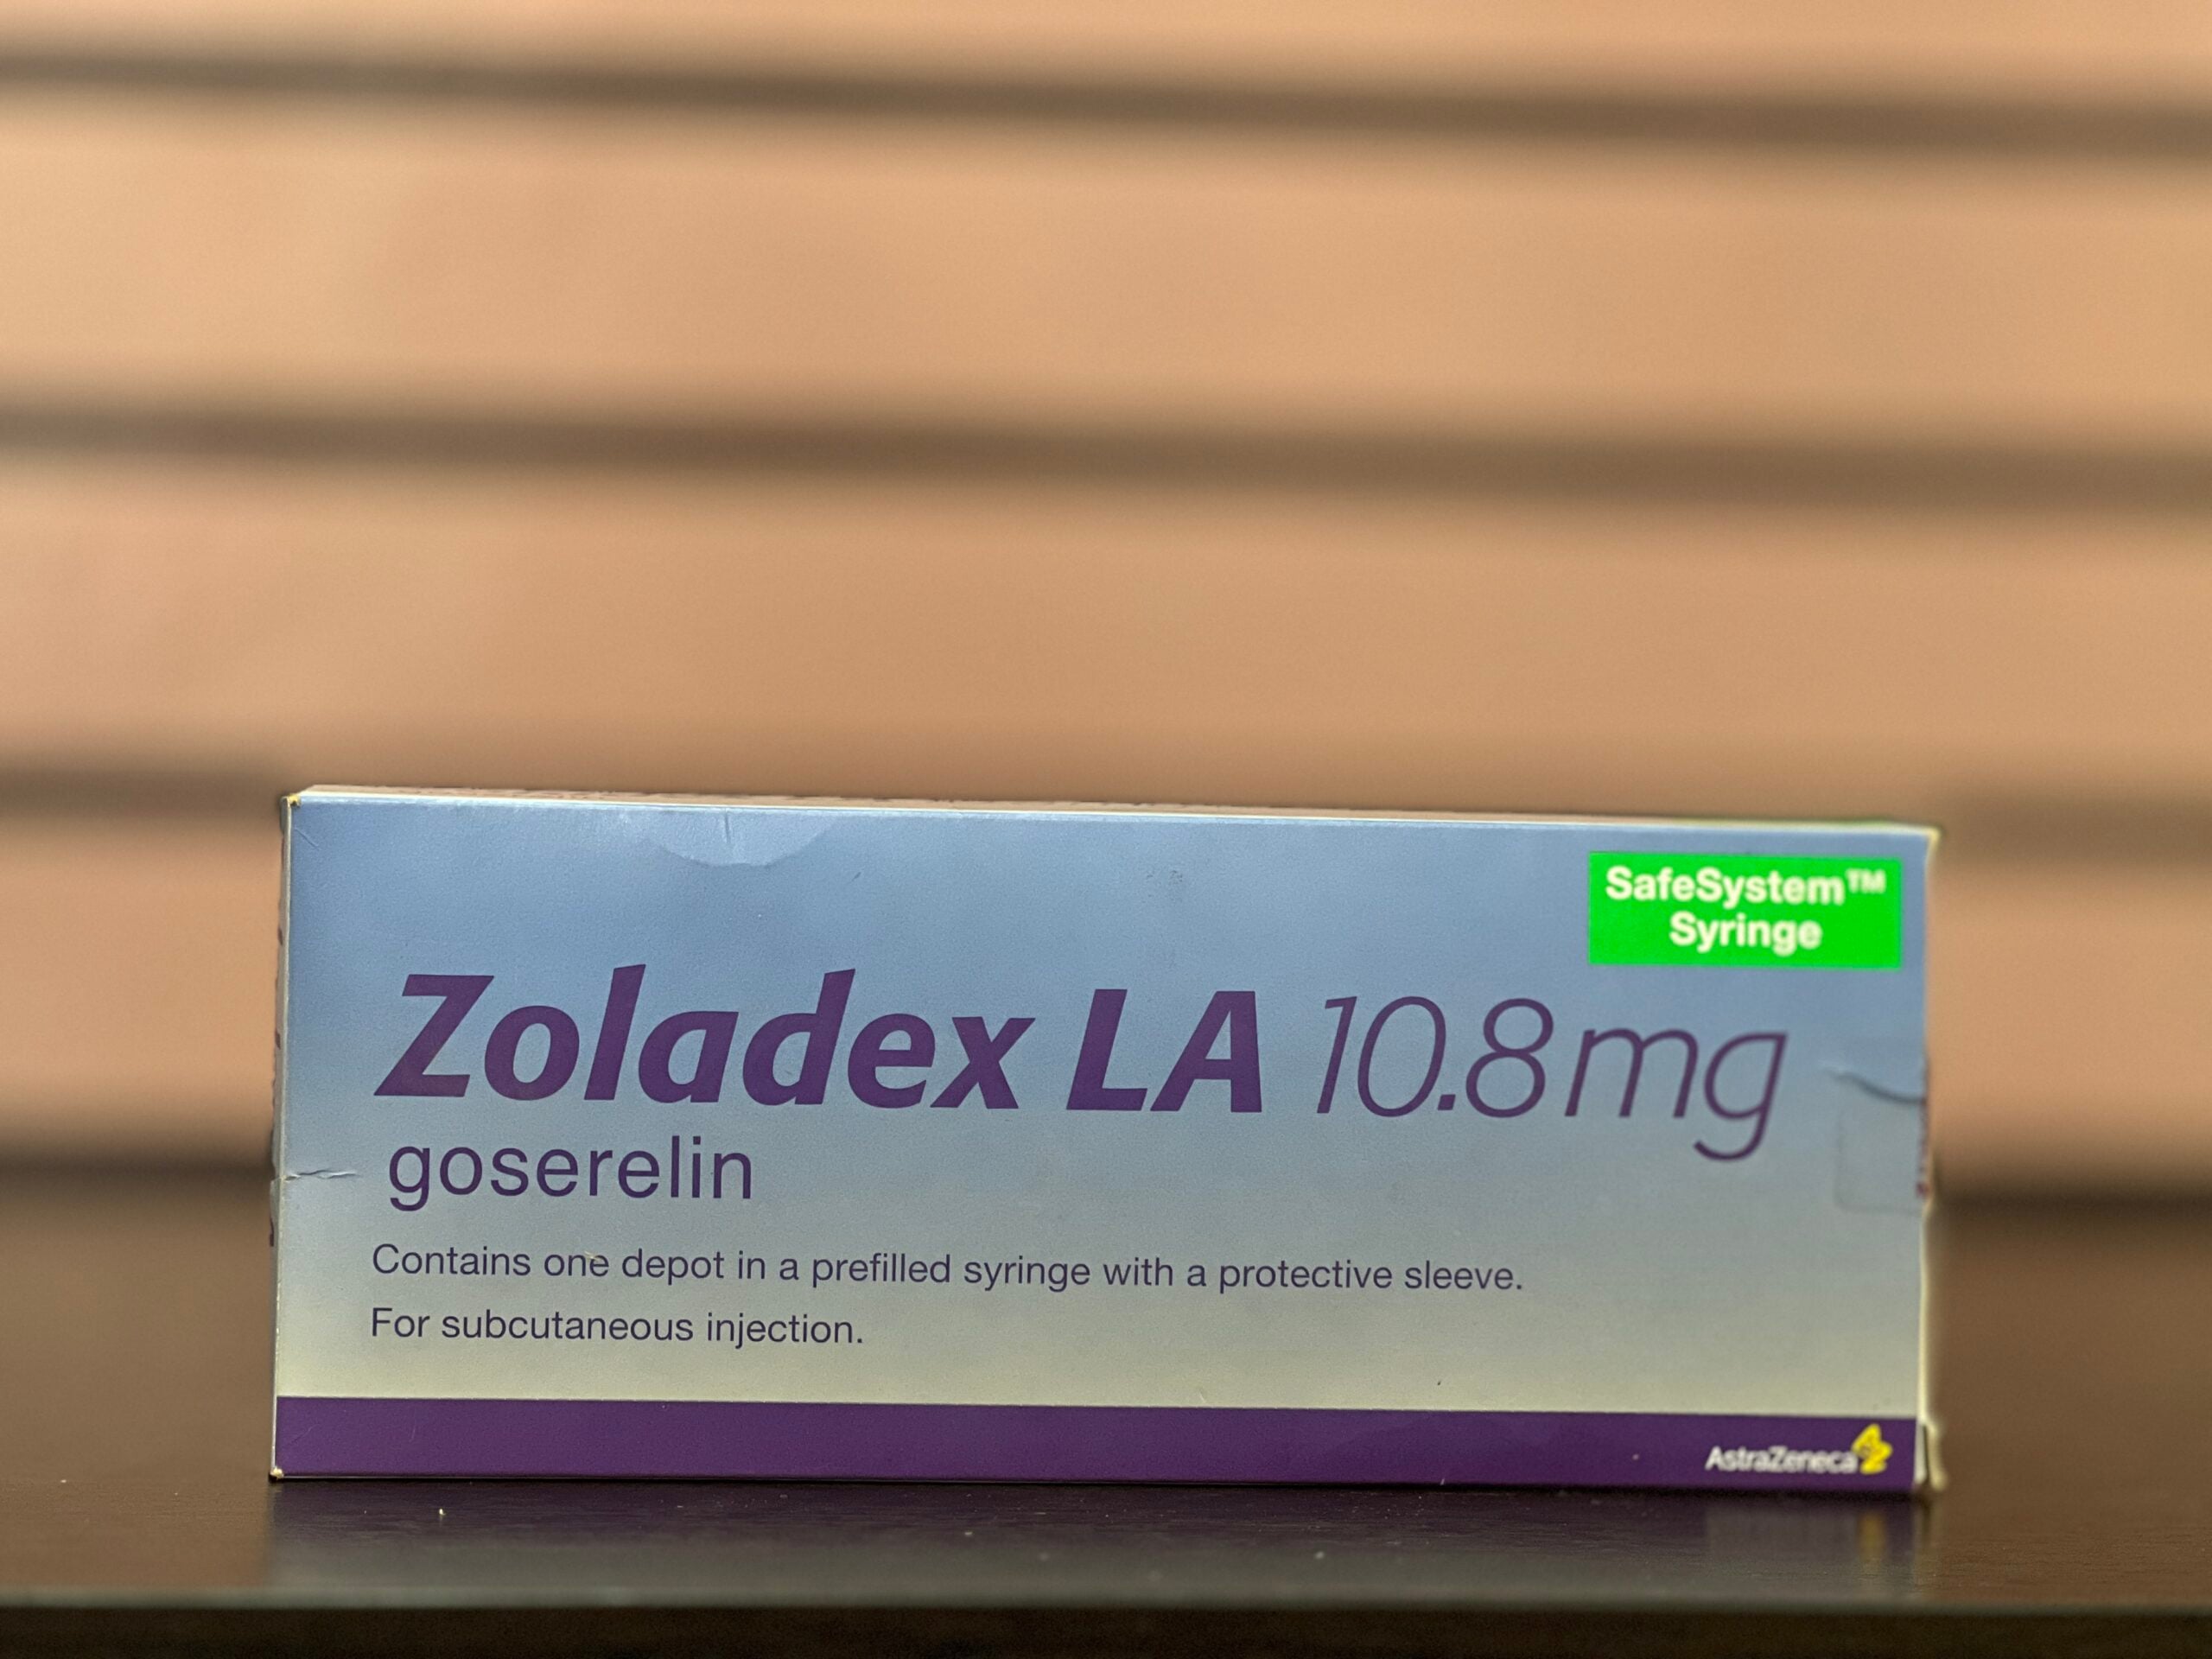 SafeSystem™
Syringe
Zoladex LA 10.8mg
goserelin
Contains one depot in a prefilled syringe with a protective sleeve.
For subcutaneous injection.
AstraZeneca